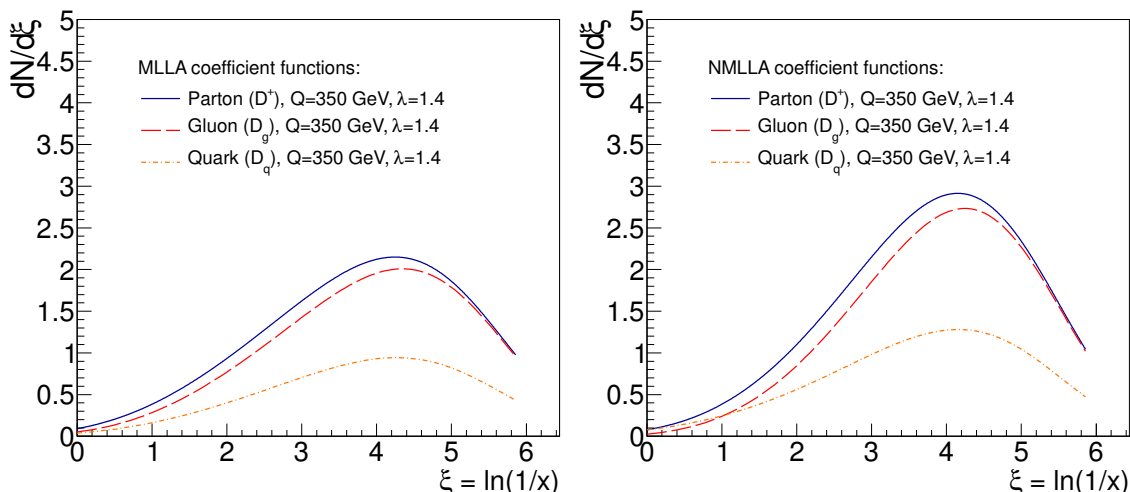 dN/dξ
5
4.5
4
3.5
3
2.5
2
1.5
1
0.5
0
MLLA coefficient functions:
Parton (D⁺), Q=350 GeV, λ=1.4
Gluon (D_g), Q=350 GeV, λ=1.4
Quark (D_q), Q=350 GeV, λ=1.4
0 1 2 3 4 5 6
ξ = ln(1/x)
dN/dξ
5
4.5
4
3.5
3
2.5
2
1.5
1
0.5
0
NMLLA coefficient functions:
Parton (D⁺), Q=350 GeV, λ=1.4
Gluon (D_g), Q=350 GeV, λ=1.4
Quark (D_q), Q=350 GeV, λ=1.4
0 1 2 3 4 5 6
ξ = ln(1/x)